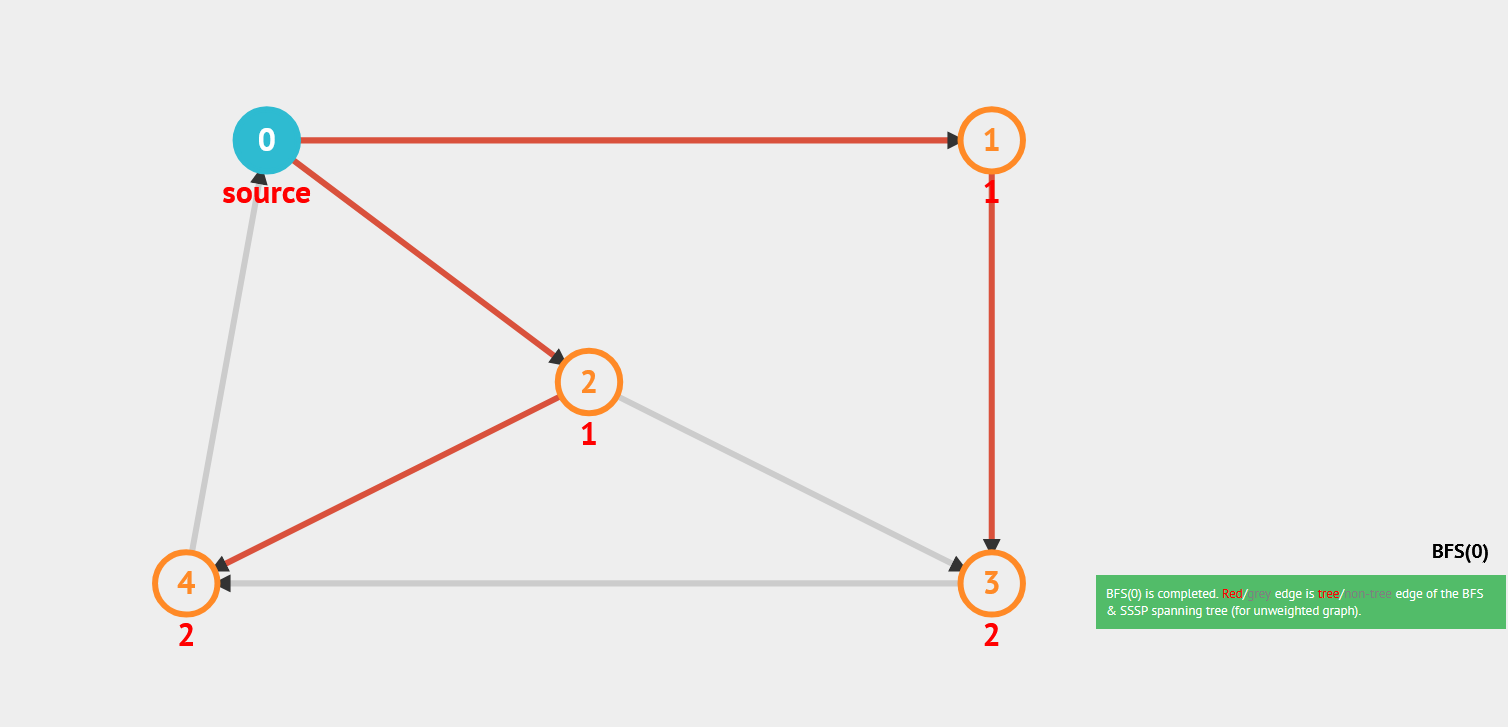 0
source
1
1
2
1
4
2
3
2
BFS(0)
BFS(0) is completed. Red/grey edge is tree/non-tree edge of the BFS
& SSSP spanning tree (for unweighted graph).